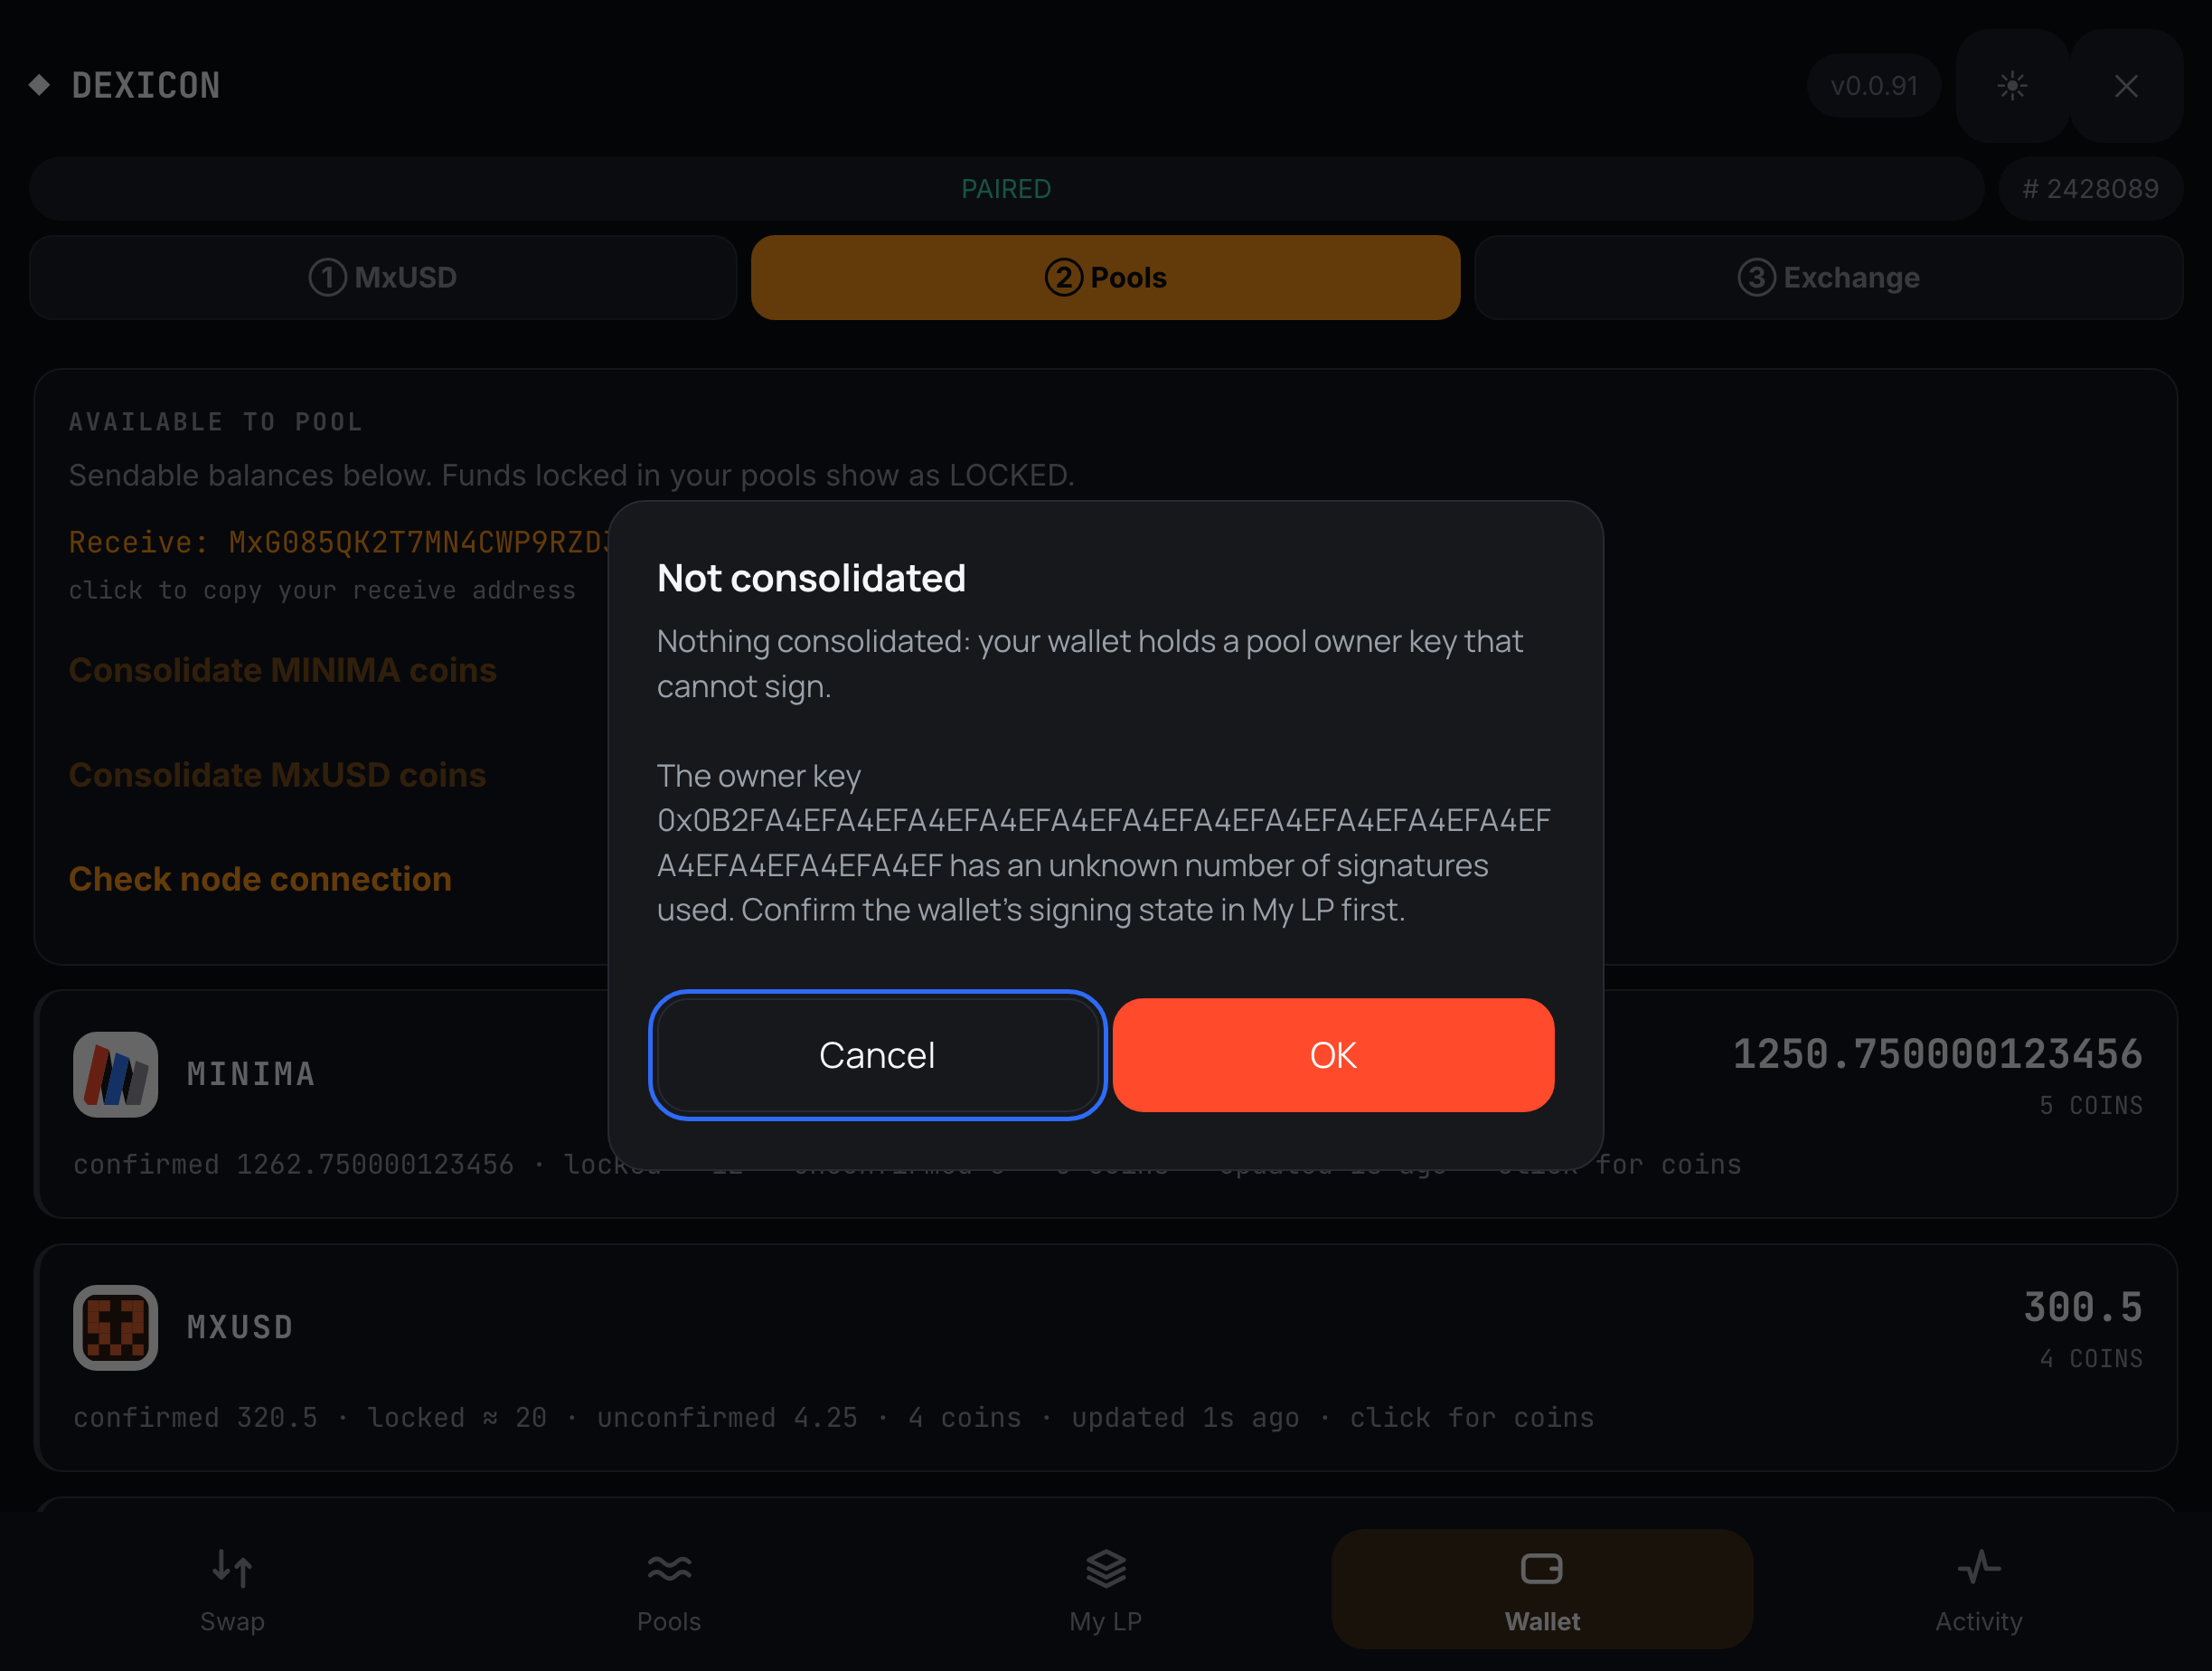 DEXICON
v0.0.91
PAIRED
# 2428089
1 MxUSD
2 Pools
3 Exchange
AVAILABLE TO POOL
Sendable balances below. Funds locked in your pools show as LOCKED.
Receive: MxG085QK2T7MN4CWP9RZD
click to copy your receive address
Consolidate MINIMA coins
Consolidate MxUSD coins
Check node connection
Not consolidated
Nothing consolidated: your wallet holds a pool owner key that
cannot sign.
The owner key
0x0B2FA4EFA4EFA4EFA4EFA4EFA4EFA4EFA4EFA4EFA4EFA4EF
A4EFA4EFA4EFA4EF has an unknown number of signatures
used. Confirm the wallet's signing state in My LP first.
Cancel
OK
MINIMA
1250.750000123456
5 COINS
confirmed 1262.750000123456 · for coins
MXUSD
300.5
4 COINS
confirmed 320.5 · locked ≈ 20 · unconfirmed 4.25 · 4 coins · updated 1s ago · click for coins
Swap
Pools
My LP
Wallet
Activity